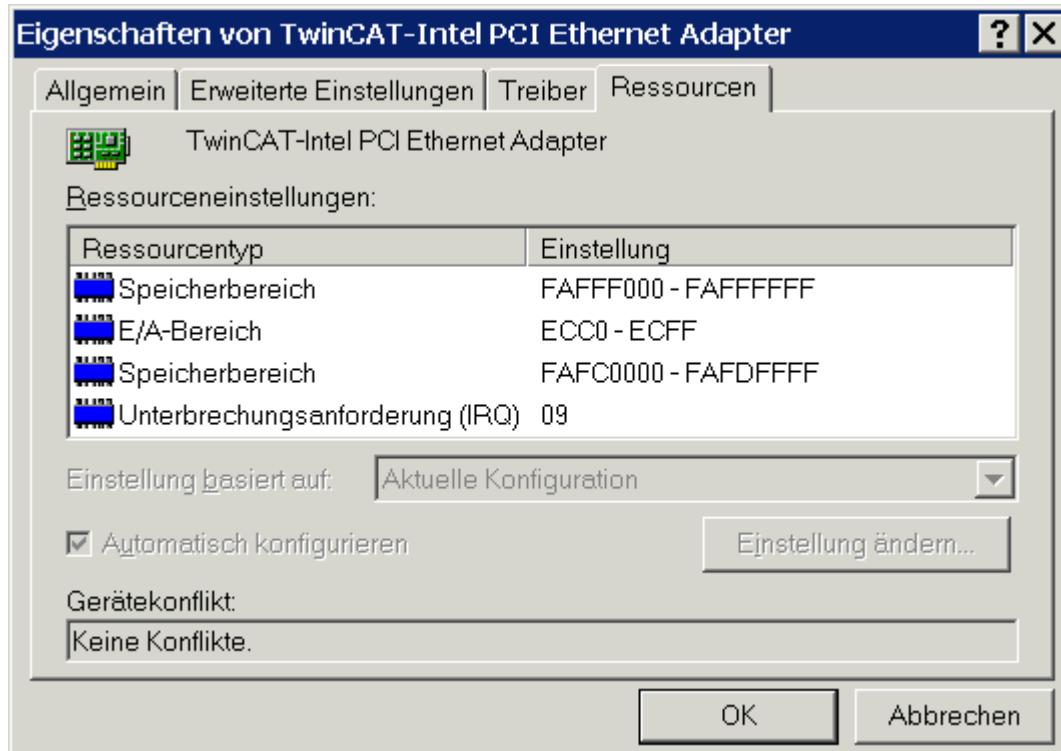 Eigenschaften von TwinCAT-Intel PCI Ethernet Adapter
Allgemein Erweiterte Einstellungen Treiber Ressourcen
TwinCAT-Intel PCI Ethernet Adapter
Ressourceneinstellungen:
Ressourcentyp Einstellung
Speicherbereich FAFFF000 - FAFFFFFF
E/A-Bereich ECC0 - ECFF
Speicherbereich FAFC0000 - FAFDFFFF
Unterbrechungsanforderung (IRQ) 09
Einstellung basiert auf: Aktuelle Konfiguration
Automatisch konfigurieren Einstellung ändern...
Gerätekonflikt:
Keine Konflikte.
OK Abbrechen